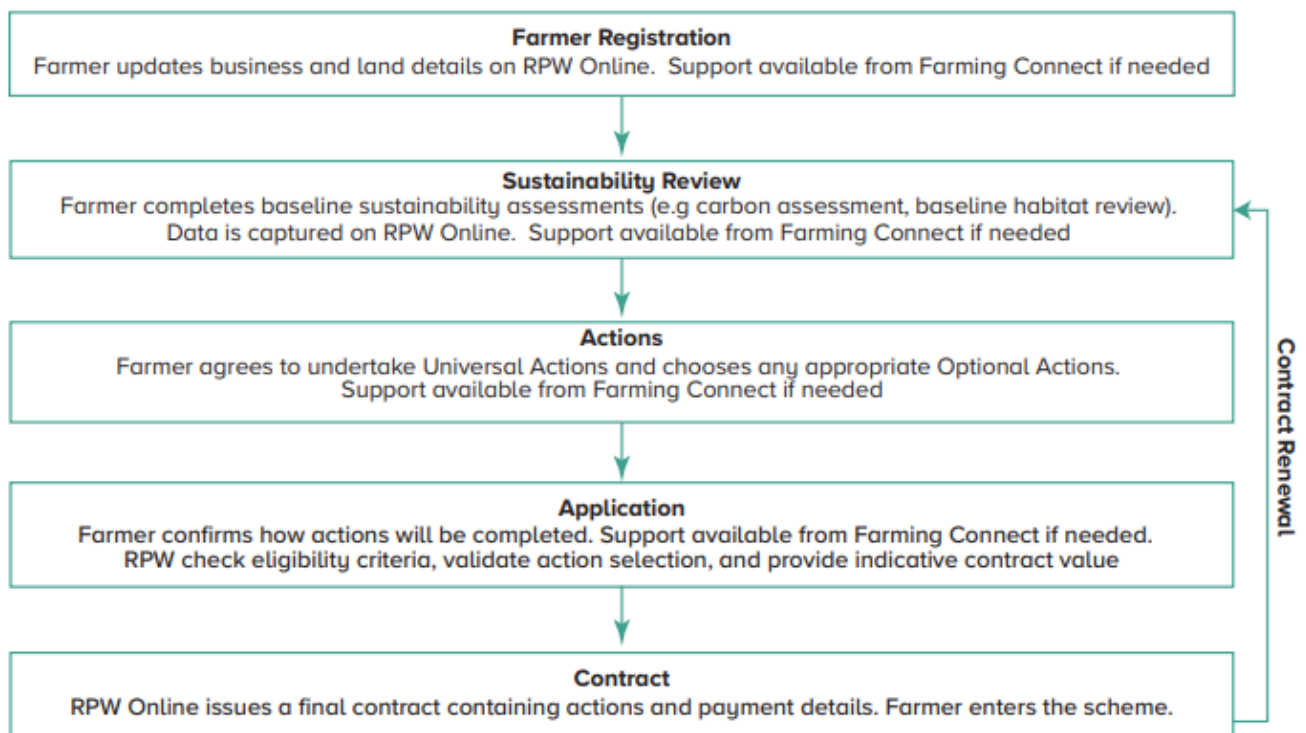 Farmer Registration
Farmer updates business and land details on RPW Online. Support available from Farming Connect if needed
Sustainability Review
Farmer completes baseline sustainability assessments (e.g carbon assessment, baseline habitat review).
Data is captured on RPW Online. Support available from Farming Connect if needed
Actions
Farmer agrees to undertake Universal Actions and chooses any appropriate Optional Actions.
Support available from Farming Connect if needed
Application
Farmer confirms how actions will be completed. Support available from Farming Connect if needed.
RPW check eligibility criteria, validate action selection, and provide indicative contract value
Contract
RPW Online issues a final contract containing actions and payment details. Farmer enters the scheme.
Contract Renewal